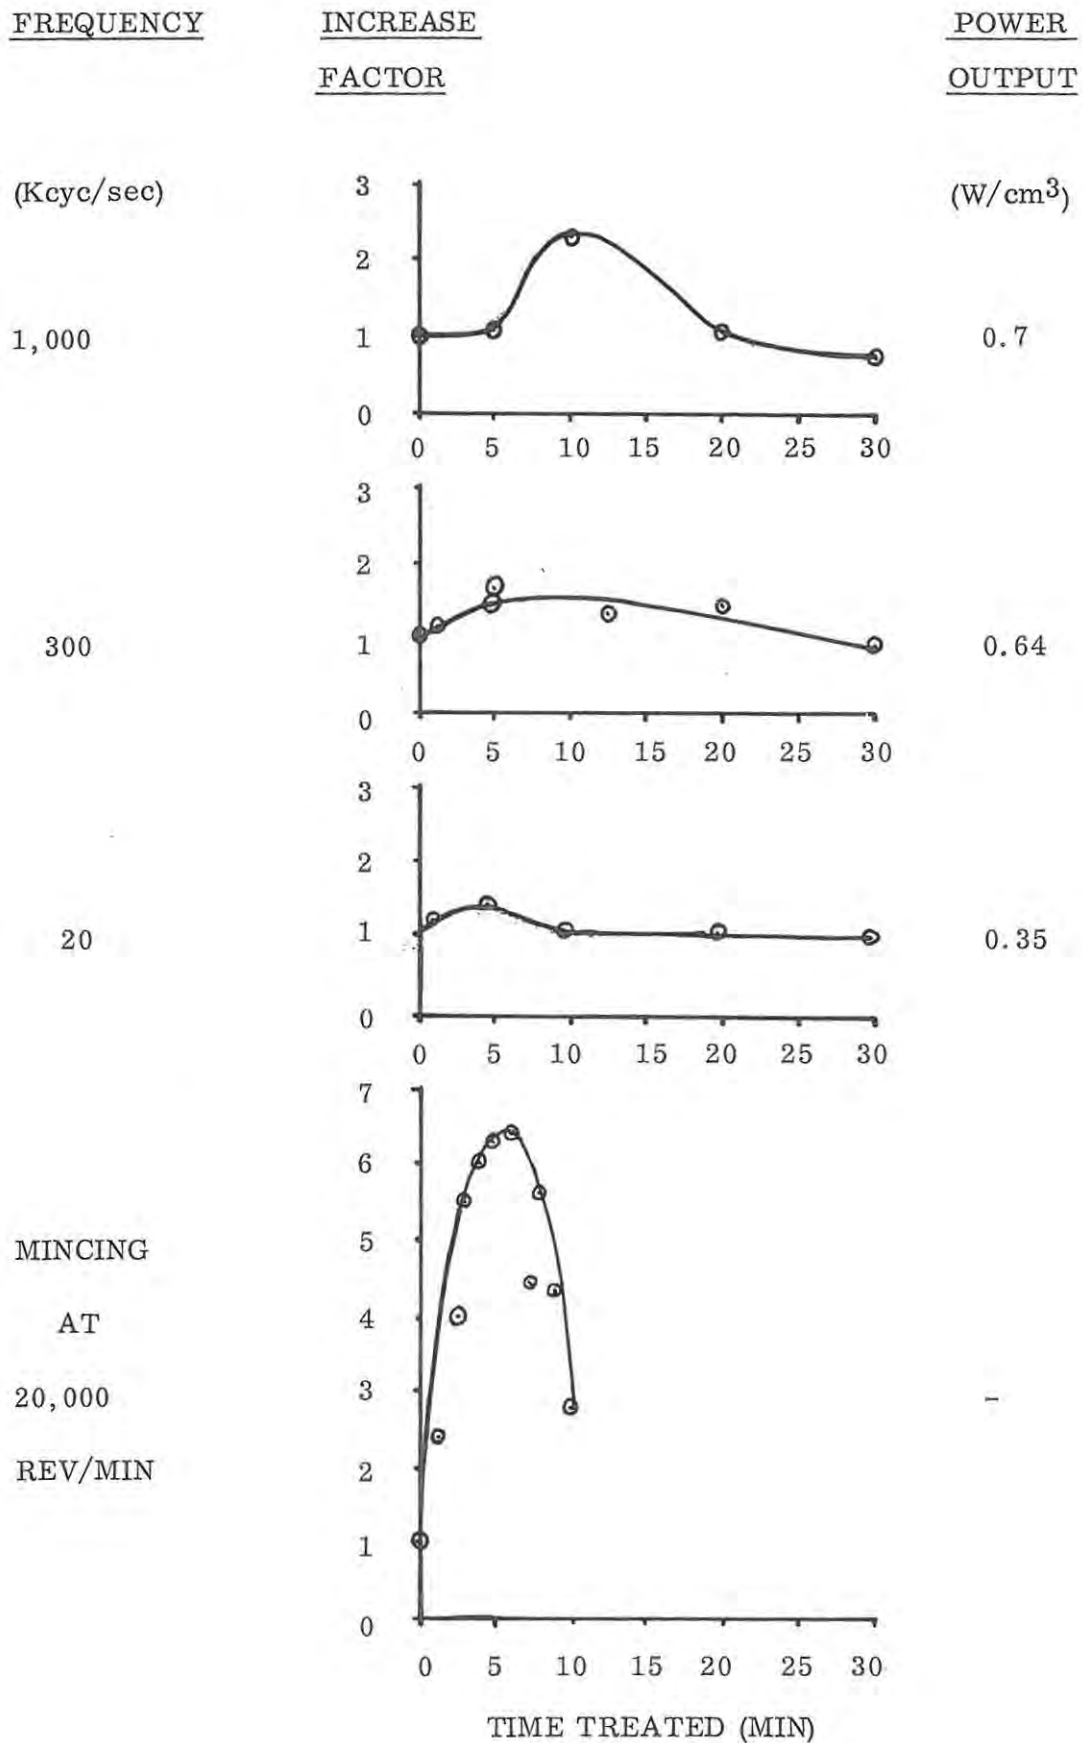 FREQUENCY INCREASE POWER
FACTOR OUTPUT
(Kcyc/sec) 3 (W/cm³)
2
1,000 1 0.7
0
0 5 10 15 20 25 30
3
2
300 1 0.64
0
0 5 10 15 20 25 30
3
2
20 1 0.35
0
0 5 10 15 20 25 30
7
6
MINCING 5
AT 4
20,000 3 -
REV/MIN 2
1
0
0 5 10 15 20 25 30
TIME TREATED (MIN)